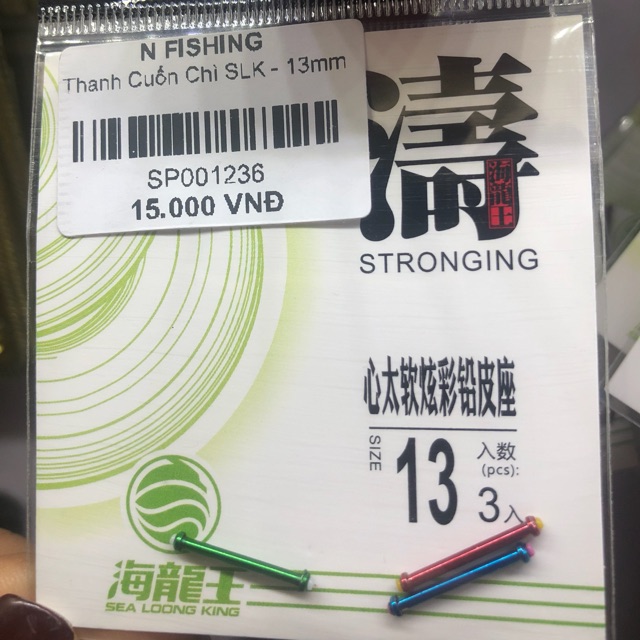 N FISHING
Thanh Cuốn Chì SLK - 13mm
SP001236
15.000 VNĐ
濤
海龍王
STRONGING
心太软炫彩铅皮座
SIZE
13
入数
(pcs):
3入
海龍王
SEA LOONG KING